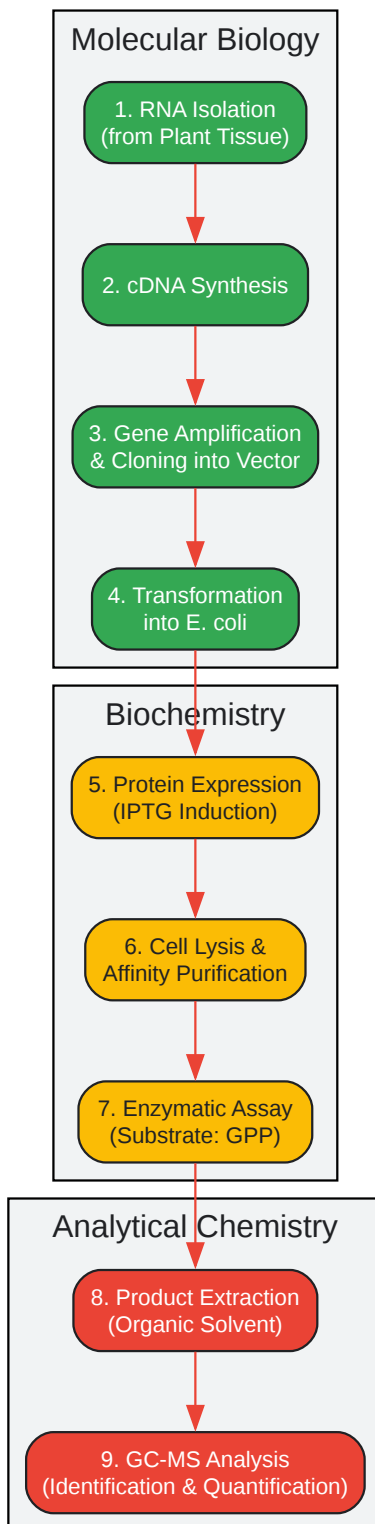 Molecular Biology
1. RNA Isolation
(from Plant Tissue)
2. cDNA Synthesis
3. Gene Amplification
& Cloning into Vector
4. Transformation
into E. coli
Biochemistry
5. Protein Expression
(IPTG Induction)
6. Cell Lysis &
Affinity Purification
7. Enzymatic Assay
(Substrate: GPP)
Analytical Chemistry
8. Product Extraction
(Organic Solvent)
9. GC-MS Analysis
(Identification & Quantification)